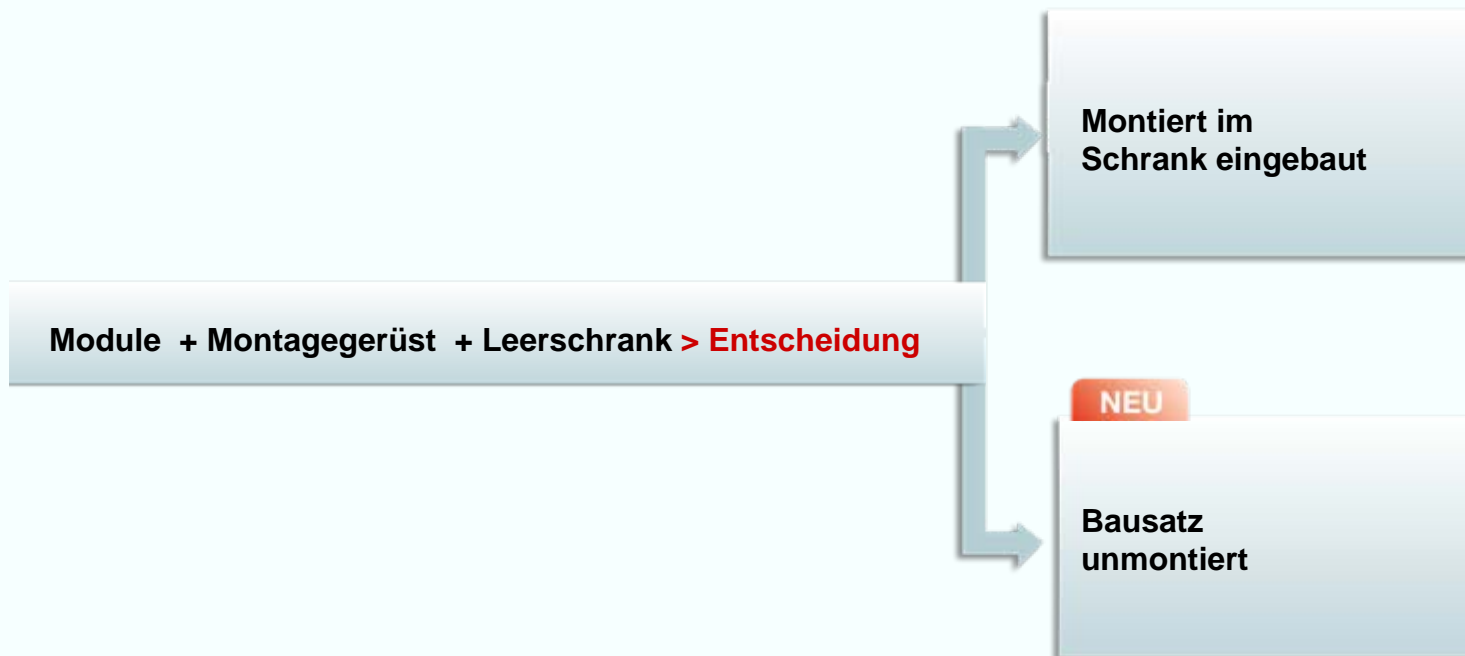 Montiert im
Schrank eingebaut
Module + Montagegerüst + Leerschrank > Entscheidung
NEU
Bausatz
unmontiert